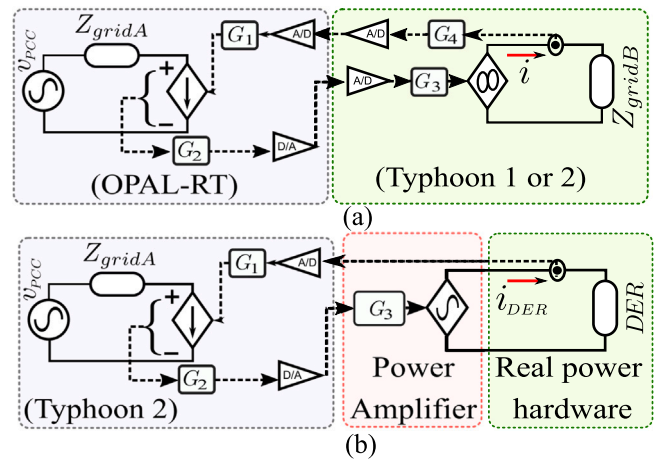 Z_gridA
G_1
A/D
A/D
G_4
v_PCC
A/D
G_3
i
Z_gridB
G_2
D/A
(OPAL-RT)
(Typhoon 1 or 2)
(a)
Z_gridA
G_1
A/D
v_PCC
G_3
i_DER
DER
G_2
D/A
(Typhoon 2)
Power
Amplifier
Real power
hardware
(b)